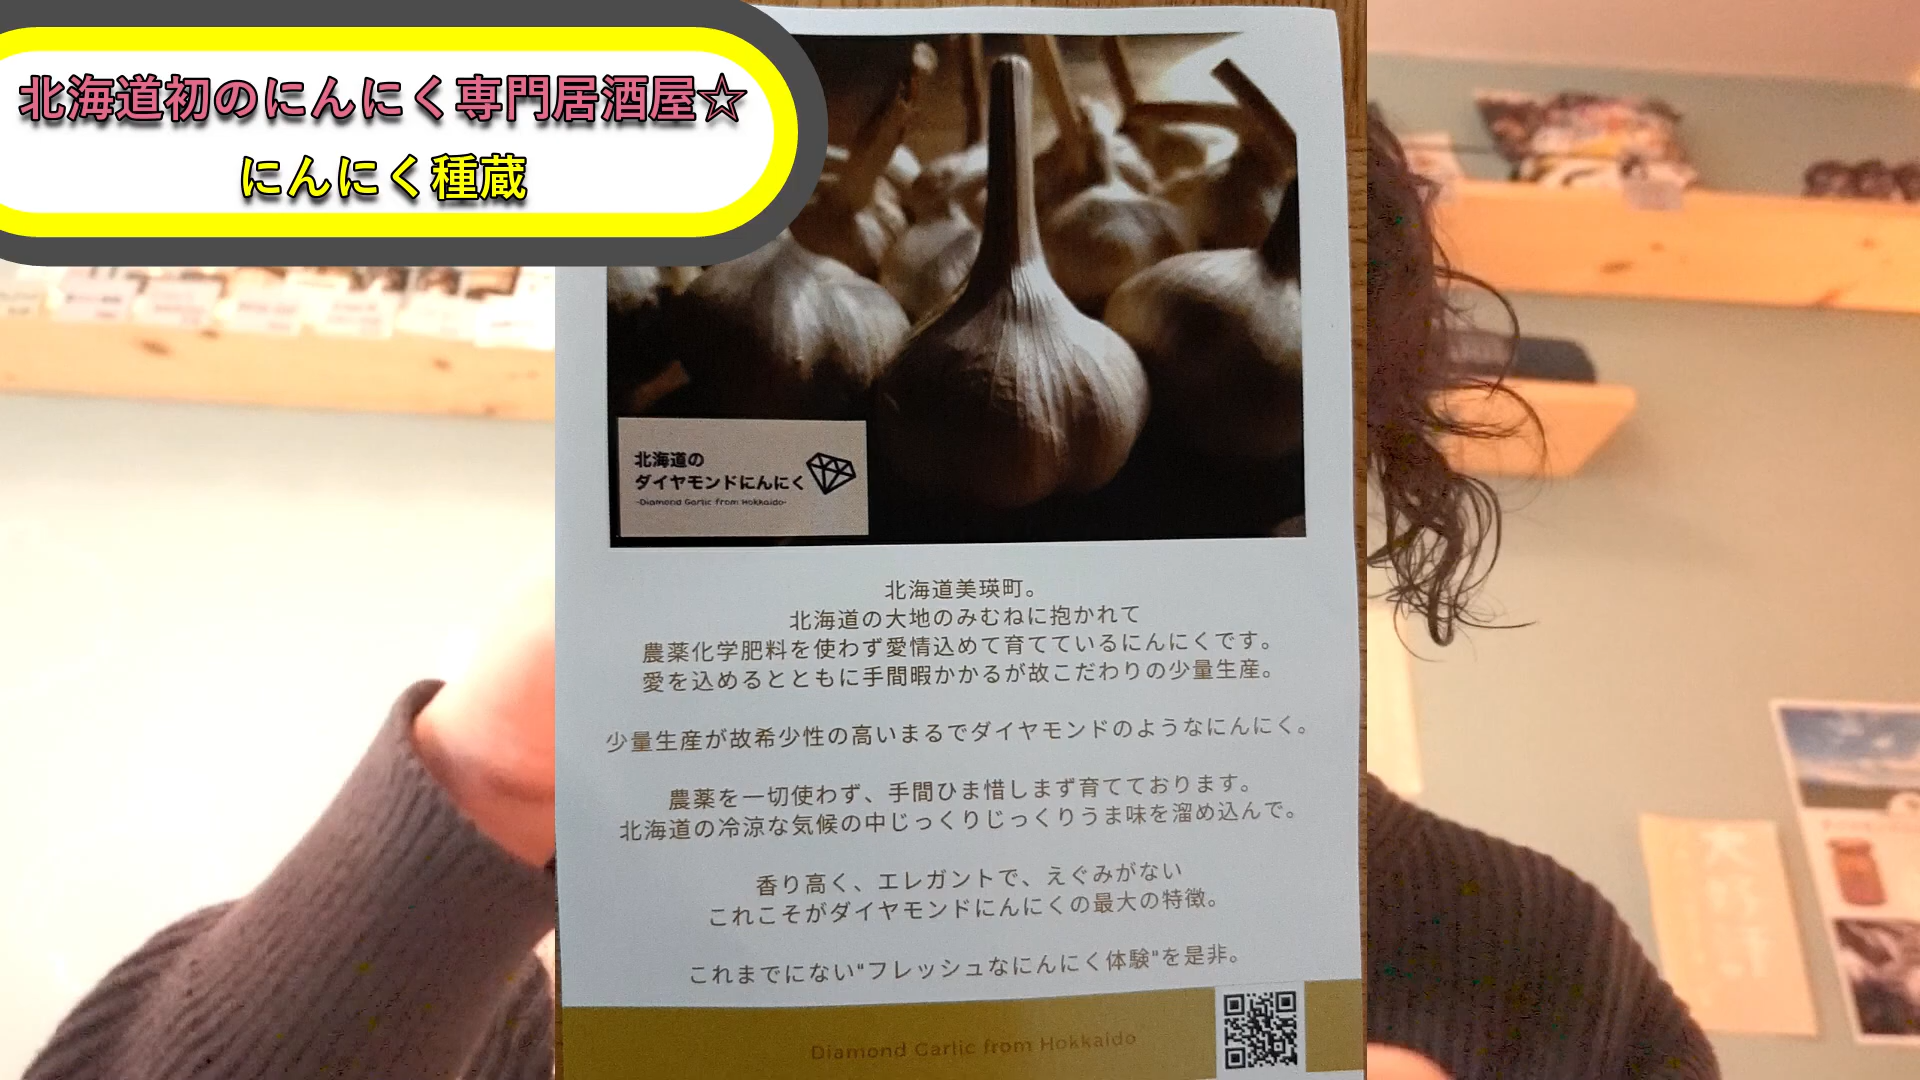 北海道初のにんにく専門居酒屋☆
にんにく種蔵
北海道の
ダイヤモンドにんにく
-Diamond Garlic from Hokkaido-
北海道美瑛町。
北海道の大地のみむねに抱かれて
農薬化学肥料を使わず愛情込めて育てているにんにくです。
愛を込めるとともに手間暇かかるが故こだわりの少量生産。
少量生産が故希少性の高いまるでダイヤモンドのようなにんにく。
農薬を一切使わず、手間ひま惜しまず育てております。
北海道の冷涼な気候の中じっくりじっくりうま味を溜め込んで。
香り高く、エレガントで、えぐみがない
これこそがダイヤモンドにんにくの最大の特徴。
これまでにない"フレッシュなにんにく体験"を是非。
Diamond Garlic from Hokkaido